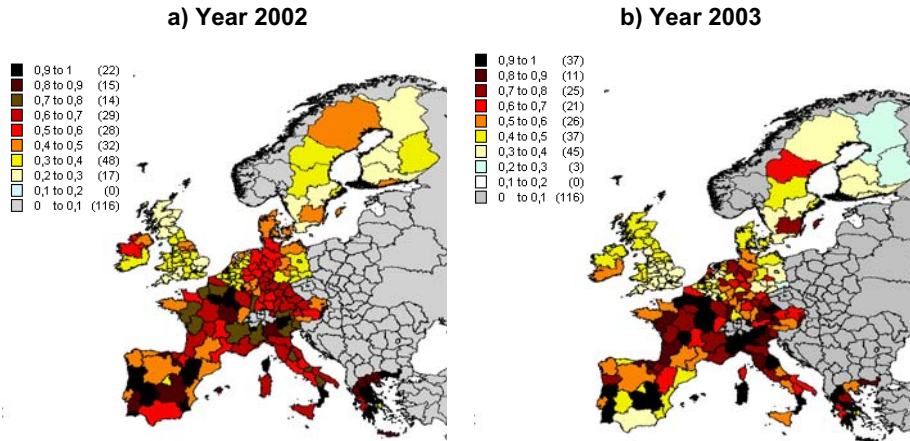 a) Year 2002
0,9 to 1 (22)
0,8 to 0,9 (15)
0,7 to 0,8 (14)
0,6 to 0,7 (29)
0,5 to 0,6 (28)
0,4 to 0,5 (32)
0,3 to 0,4 (48)
0,2 to 0,3 (17)
0,1 to 0,2 (0)
0 to 0,1 (116)
b) Year 2003
0,9 to 1 (37)
0,8 to 0,9 (11)
0,7 to 0,8 (25)
0,6 to 0,7 (21)
0,5 to 0,6 (26)
0,4 to 0,5 (37)
0,3 to 0,4 (45)
0,2 to 0,3 (3)
0,1 to 0,2 (0)
0 to 0,1 (116)